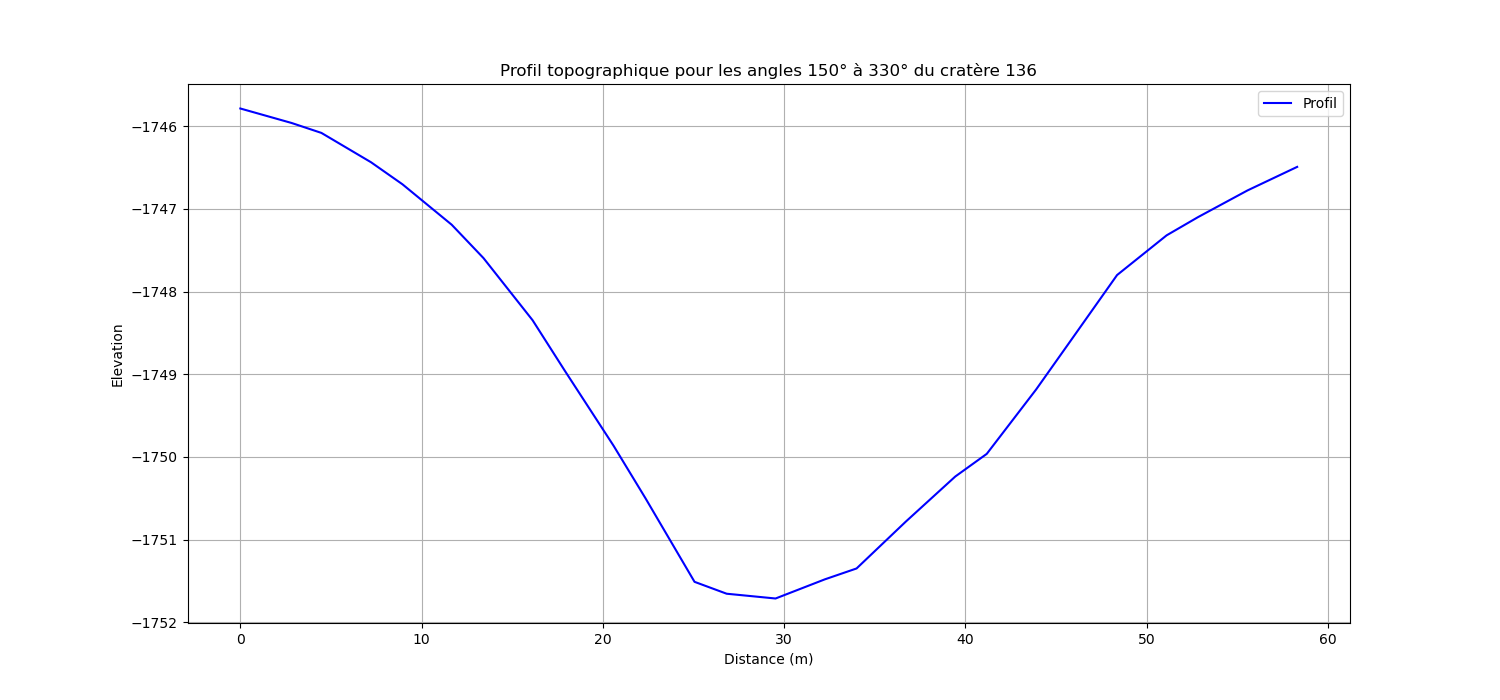 Profil topographique pour les angles 150° à 330° du cratère 136
Profil
−1746
−1747
−1748
−1749
−1750
−1751
−1752
Elevation
0 10 20 30 40 50 60
Distance (m)